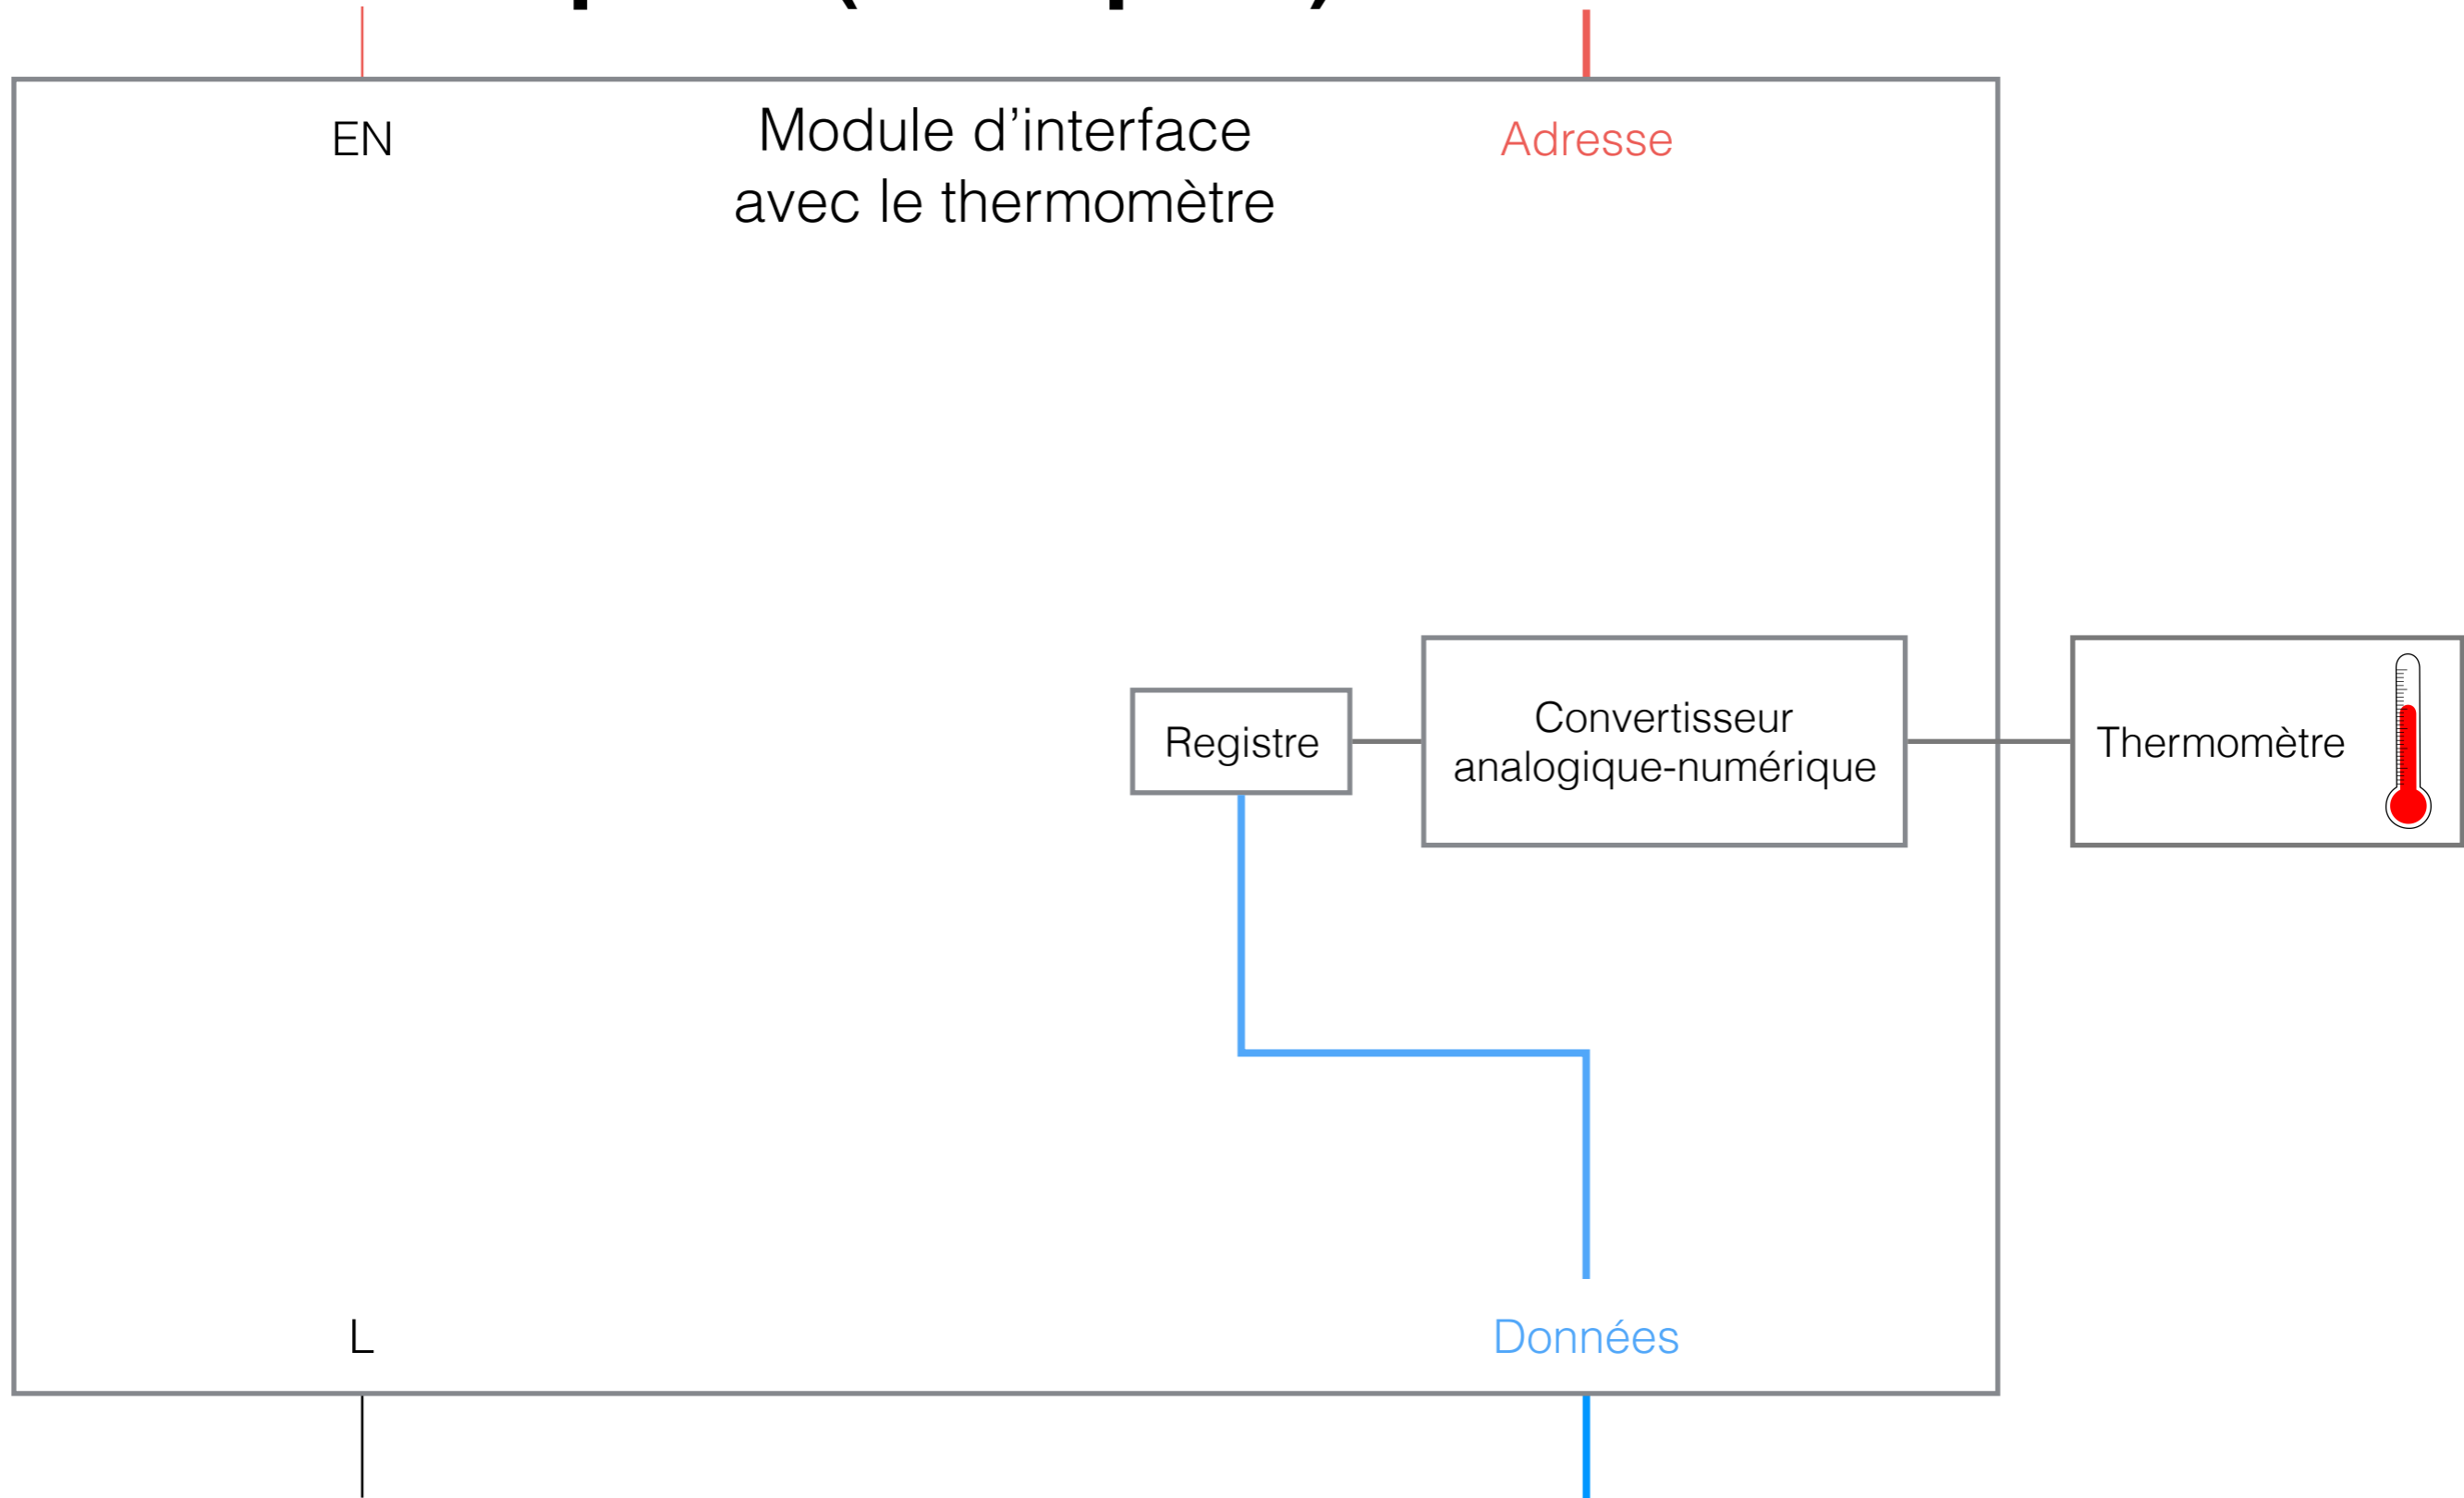 EN
Module d’interface
avec le thermomètre
Adresse
Registre
Convertisseur
analogique-numérique
Thermomètre
L
Données